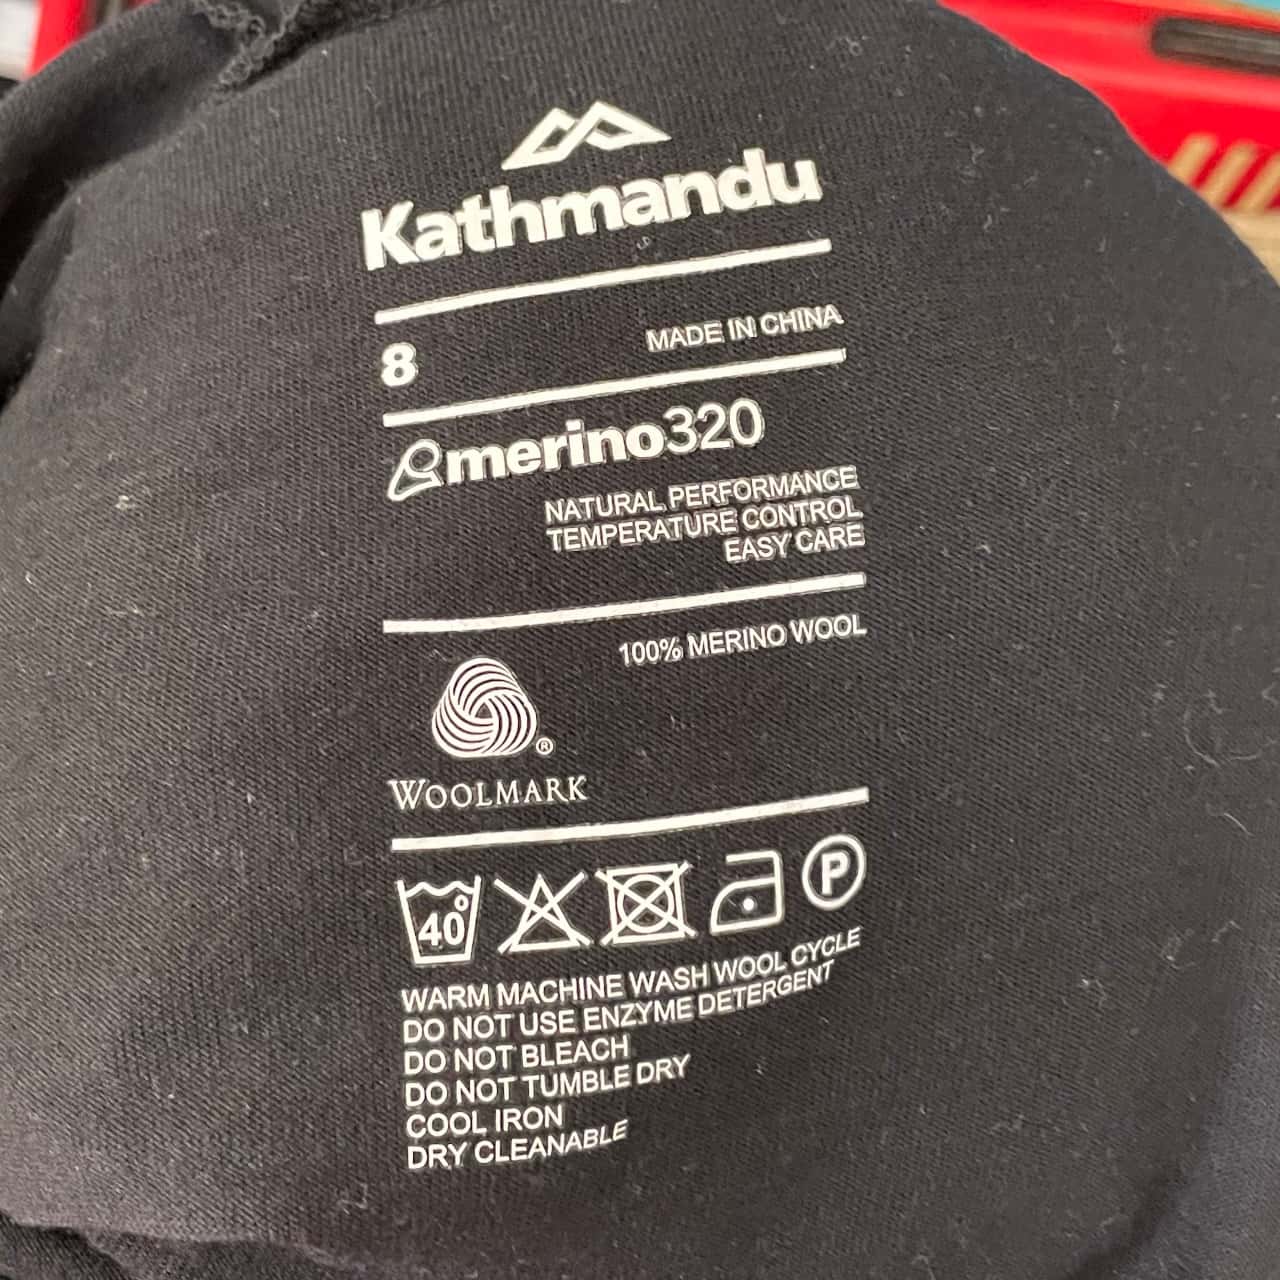 Kathmandu
8 MADE IN CHINA
merino320
NATURAL PERFORMANCE
TEMPERATURE CONTROL
EASY CARE
100% MERINO WOOL
®
WOOLMARK
40° P
WARM MACHINE WASH WOOL CYCLE
DO NOT USE ENZYME DETERGENT
DO NOT BLEACH
DO NOT TUMBLE DRY
COOL IRON
DRY CLEANABLE